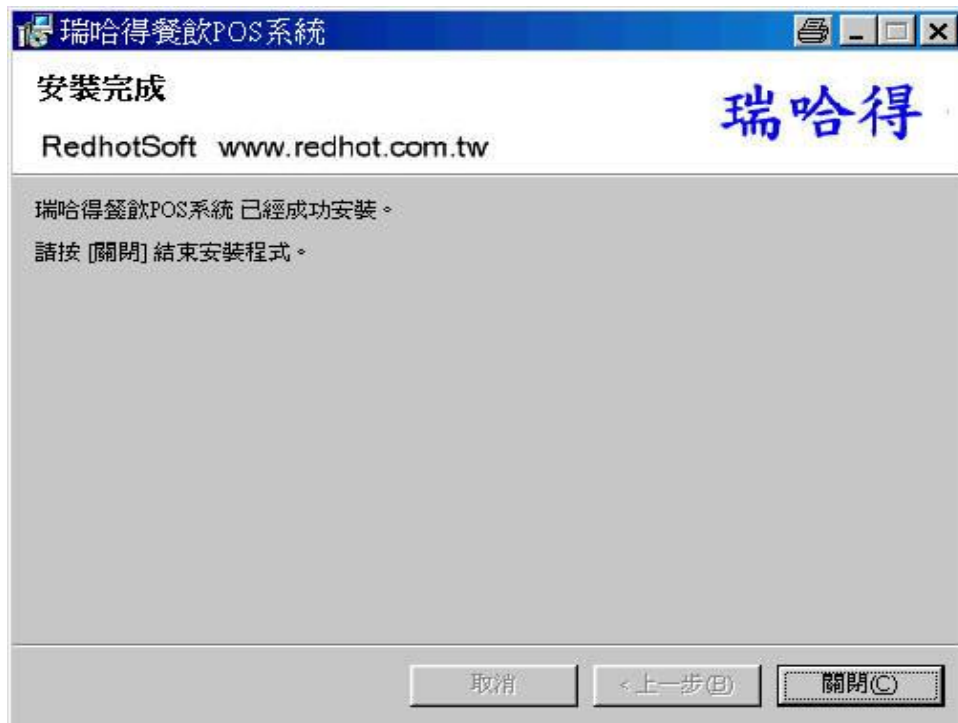 瑞哈得餐飲POS系統
安裝完成
瑞哈得
RedhotSoft www.redhot.com.tw
瑞哈得餐飲POS系統 已經成功安裝。
請按 [關閉] 結束安裝程式。
取消
<上一步(B)
關閉(C)